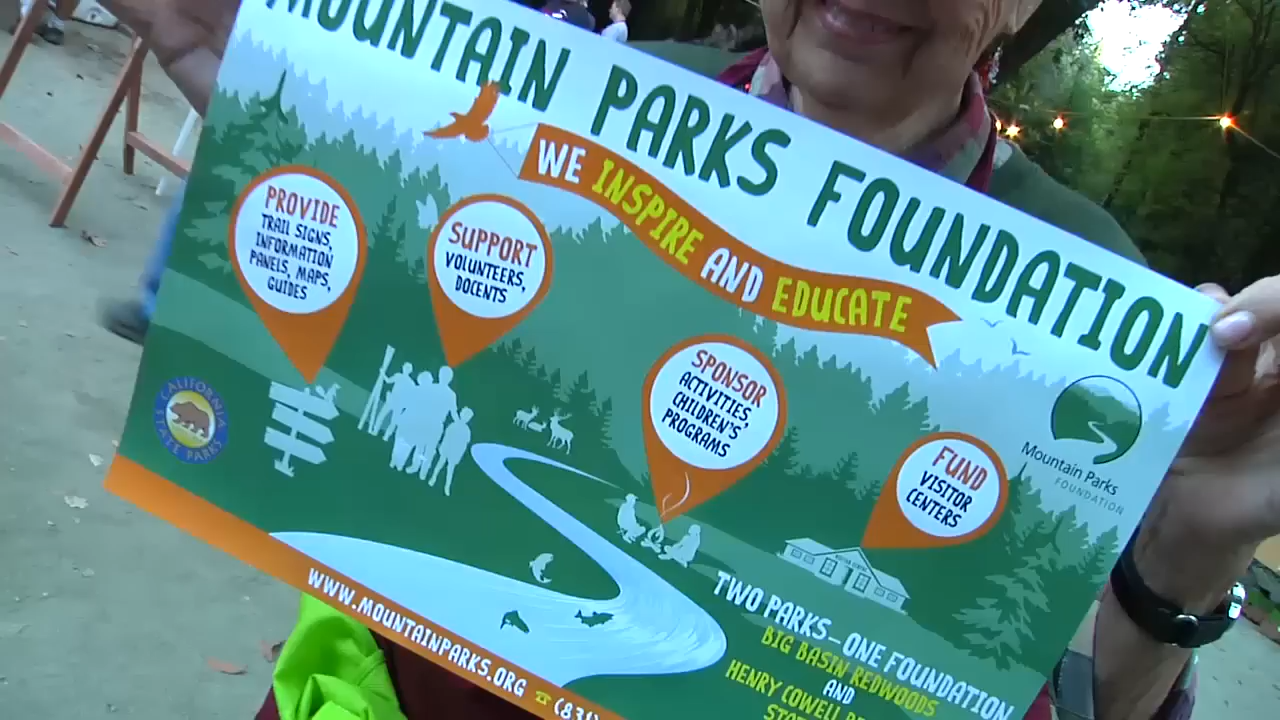 MOUNTAIN PARKS FOUNDATION
WE INSPIRE AND EDUCATE
PROVIDE
TRAIL SIGNS,
INFORMATION
PANELS, MAPS,
GUIDES
SUPPORT
VOLUNTEERS,
DOCENTS
SPONSOR
ACTIVITIES,
CHILDREN'S
PROGRAMS
FUND
VISITOR
CENTERS
Mountain Parks
FOUNDATION
CALIFORNIA
STATE PARKS
TWO PARKS—ONE FOUNDATION
BIG BASIN REDWOODS
AND
HENRY COWELL
WWW.MOUNTAINPARKS.ORG (831)